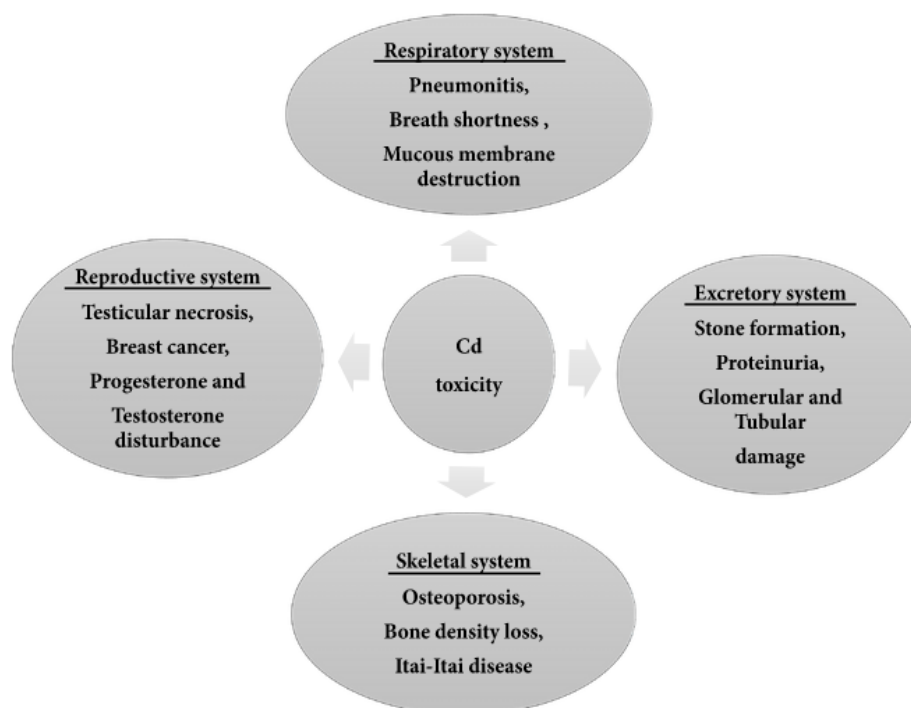 Respiratory system
Pneumonitis,
Breath shortness ,
Mucous membrane
destruction
Reproductive system
Testicular necrosis,
Breast cancer,
Progesterone and
Testosterone
disturbance
Cd
toxicity
Excretory system
Stone formation,
Proteinuria,
Glomerular and
Tubular
damage
Skeletal system
Osteoporosis,
Bone density loss,
Itai-Itai disease